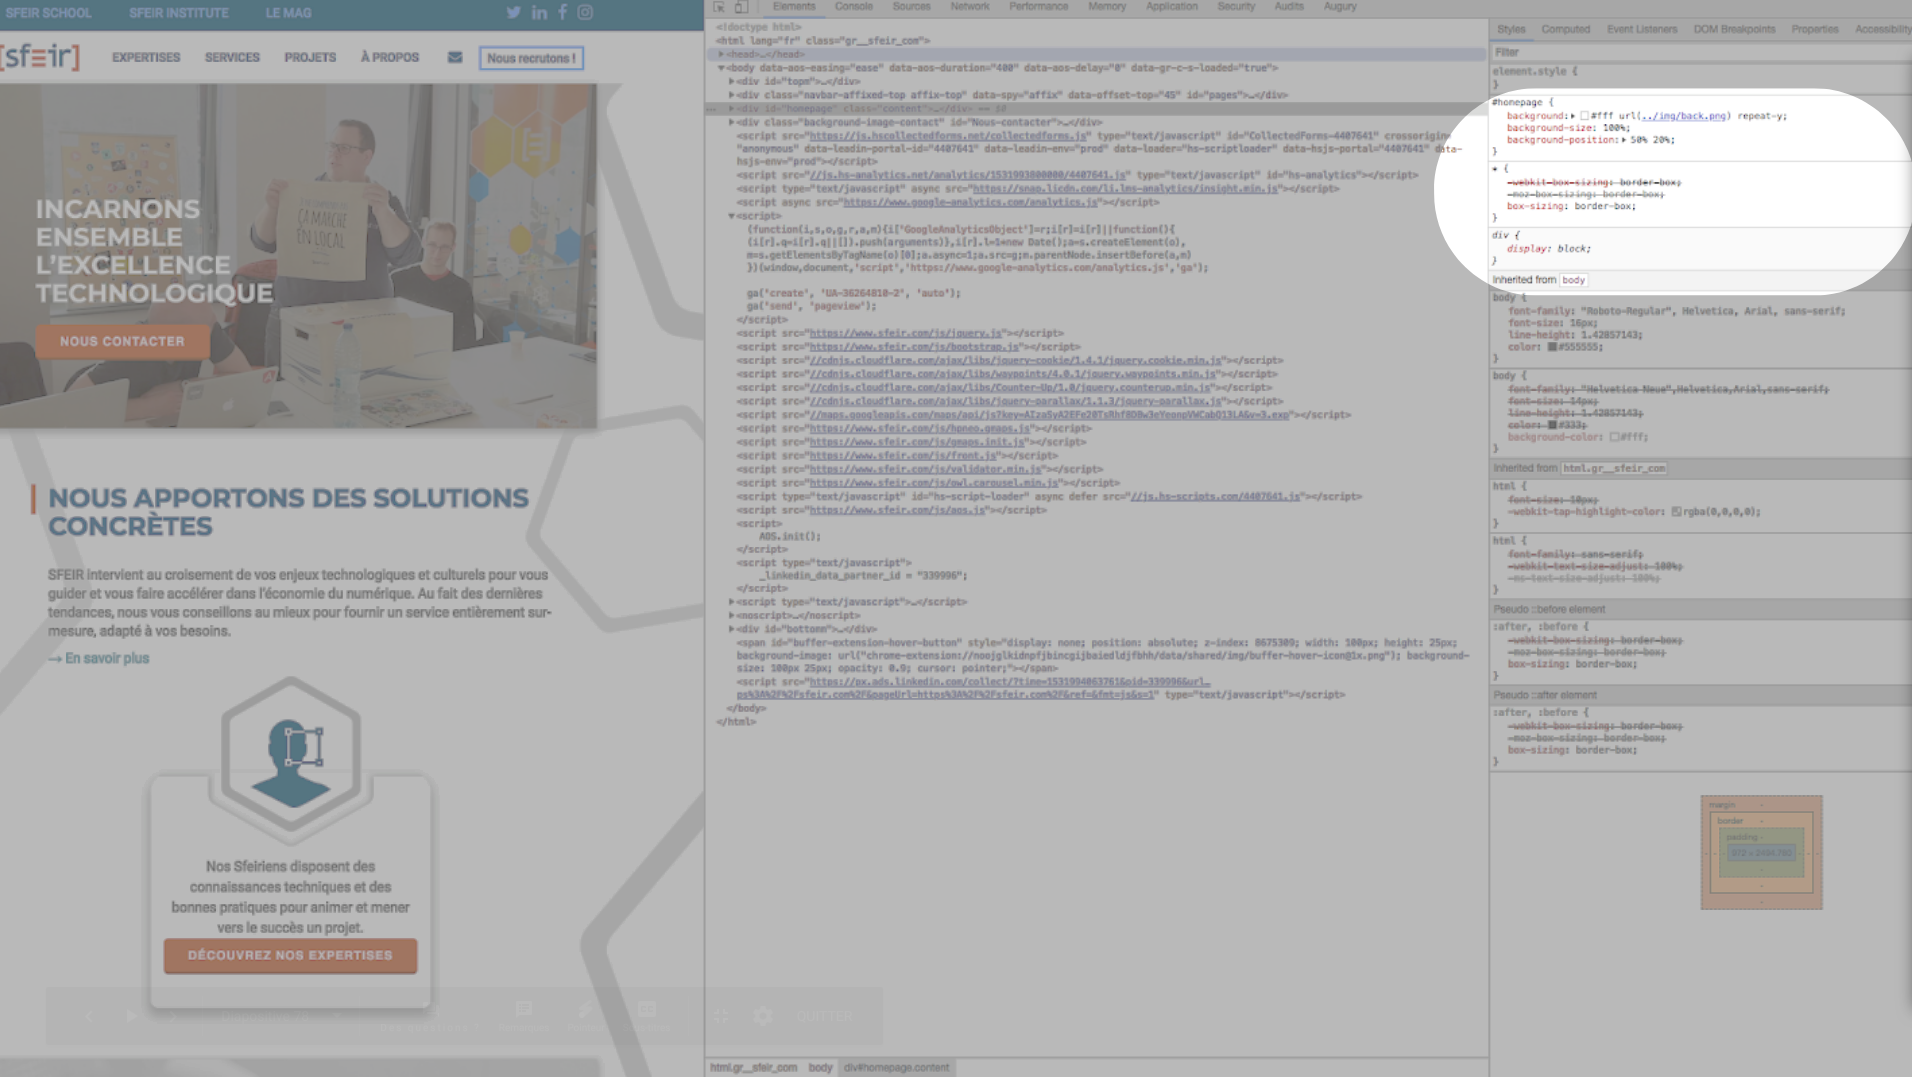 SFEIR SCHOOL SFEIR INSTITUTE LE MAG
[sfeir] EXPERTISES SERVICES PROJETS À PROPOS Nous recrutons !
ÇA MARCHE
EN LOCAL
INCARNONS
ENSEMBLE
L'EXCELLENCE
TECHNOLOGIQUE
NOUS CONTACTER
NOUS APPORTONS DES SOLUTIONS
CONCRÈTES
SFEIR intervient au croisement de vos enjeux technologiques et culturels pour vous
guider et vous faire accélérer dans l'économie du numérique. Au fait des dernières
tendances, nous vous conseillons au mieux pour fournir un service entièrement sur-
mesure, adapté à vos besoins.
→ En savoir plus
Nos Sfeiriens disposent des
connaissances techniques et des
bonnes pratiques pour animer et mener
vers le succès un projet.
DÉCOUVREZ NOS EXPERTISES
QUITTER
Elements Console Sources Network Performance Memory Application Security Audits Augury
<!doctype html>
<html lang="fr" class="gr__sfeir_com">
<head>…</head>
<body data-aos-easing="ease" data-aos-duration="400" data-aos-delay="0" data-gr-c-s-loaded="true">
<div id="topm">…</div>
<div class="navbar-affixed-top affix-top" data-spy="affix" data-offset-top="45" id="pages">…</div>
<div id="homepage" class="content">…</div> == $0
<div class="background-image-contact" id="Nous-contacter">…</div>
<script src="https://js.hscollectedforms.net/collectedforms.js" type="text/javascript" id="CollectedForms-4407641" crossorigin=
"anonymous" data-leadin-portal-id="4407641" data-leadin-env="prod" data-loader="hs-scriptloader" data-hsjs-portal="4407641" data-
hsjs-env="prod"></script>
<script src="//js.hs-analytics.net/analytics/1531993800000/4407641.js" type="text/javascript" id="hs-analytics"></script>
<script type="text/javascript" async src="https://snap.licdn.com/li.lms-analytics/insight.min.js"></script>
<script async src="https://www.google-analytics.com/analytics.js"></script>
<script>
(function(i,s,o,g,r,a,m){i['GoogleAnalyticsObject']=r;i[r]=i[r]||function(){
(i[r].q=i[r].q||[]).push(arguments)},i[r].l=1*new Date();a=s.createElement(o),
m=s.getElementsByTagName(o)[0];a.async=1;a.src=g;m.parentNode.insertBefore(a,m)
})(window,document,'script','https://www.google-analytics.com/analytics.js','ga');
ga('create', 'UA-36264810-2', 'auto');
ga('send', 'pageview');
</script>
<script src="https://www.sfeir.com/js/jquery.js"></script>
<script src="https://www.sfeir.com/js/bootstrap.js"></script>
<script src="//cdnjs.cloudflare.com/ajax/libs/jquery-cookie/1.4.1/jquery.cookie.min.js"></script>
<script src="//cdnjs.cloudflare.com/ajax/libs/waypoints/4.0.1/jquery.waypoints.min.js"></script>
<script src="//cdnjs.cloudflare.com/ajax/libs/Counter-Up/1.0/jquery.counterup.min.js"></script>
<script src="//cdnjs.cloudflare.com/ajax/libs/jquery-parallax/1.1.3/jquery-parallax.js"></script>
<script src="https://www.sfeir.com/js/hpneo.gmaps.js"></script>
<script src="https://www.sfeir.com/js/gmaps.init.js"></script>
<script src="https://www.sfeir.com/js/front.js"></script>
<script src="https://www.sfeir.com/js/validator.min.js"></script>
<script src="https://www.sfeir.com/js/owl.carousel.min.js"></script>
<script type="text/javascript" id="hs-script-loader" async defer src="//js.hs-scripts.com/4407641.js"></script>
<script src="https://www.sfeir.com/js/aos.js"></script>
<script>
AOS.init();
</script>
<script type="text/javascript">
_linkedin_data_partner_id = "339996";
</script>
<script type="text/javascript">…</script>
<noscript>…</noscript>
<div id="bottomm">…</div>
<span id="buffer-extension-hover-button" style="display: none; position: absolute; z-index: 8675309; width: 100px; height: 25px;
background-image: url("chrome-extension://noojglkidnpfjbincgijbaiedldjfbhh/data/shared/img/buffer-hover-icon@1x.png"); background-
size: 100px 25px; opacity: 0.9; cursor: pointer;"></span>
<script src="https://px.ads.linkedin.com/collect/?time=1531994063761&pid=339996&url…
ps%3A%2F%2Fsfeir.com%2F&pageUrl=https%3A%2F%2Fsfeir.com%2F&ref=&fmt=js&s=1" type="text/javascript"></script>
</body>
</html>
html.gr__sfeir_com body div#homepage.content
Styles Computed Event Listeners DOM Breakpoints Properties Accessibility
Filter
element.style {
}
#homepage {
background: #fff url(../img/back.png) repeat-y;
background-size: 100%;
background-position: 50% 20%;
}
* {
-webkit-box-sizing: border-box;
-moz-box-sizing: border-box;
box-sizing: border-box;
}
div {
display: block;
}
Inherited from body
body {
font-family: "Roboto-Regular", Helvetica, Arial, sans-serif;
font-size: 16px;
line-height: 1.42857143;
color: #555555;
}
body {
font-family: "Helvetica Neue",Helvetica,Arial,sans-serif;
font-size: 14px;
line-height: 1.42857143;
color: #333;
background-color: #fff;
}
Inherited from html.gr__sfeir_com
html {
font-size: 10px;
-webkit-tap-highlight-color: rgba(0,0,0,0);
}
html {
font-family: sans-serif;
-webkit-text-size-adjust: 100%;
-ms-text-size-adjust: 100%;
}
Pseudo ::before element
:after, :before {
-webkit-box-sizing: border-box;
-moz-box-sizing: border-box;
box-sizing: border-box;
}
Pseudo ::after element
:after, :before {
-webkit-box-sizing: border-box;
-moz-box-sizing: border-box;
box-sizing: border-box;
}
margin -
border -
padding -